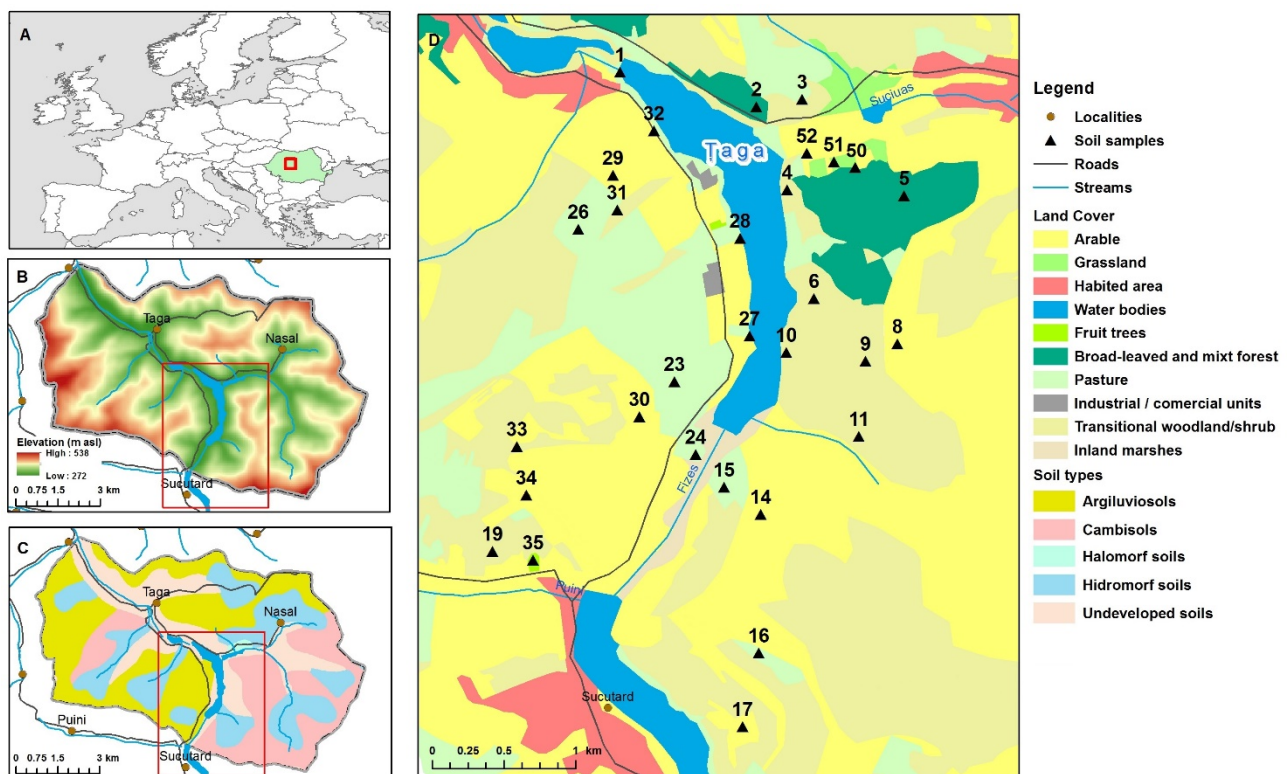 A
B
Taga
Nasal
Elevation (m asl)
High : 538
Low : 272
Sucutard
0 0.75 1.5 3 km
C
Taga
Nasal
Puini
Sucutard
0 0.75 1.5 3 km
D
1
2
3
Suciuas
32
Taga
52
51
50
29
4
5
31
26
28
6
27
10
8
9
23
30
11
33
24
34
15
Fizes
14
19
35
Puini
16
Sucutard
17
0 0.25 0.5 1 km
Legend
Localities
Soil samples
Roads
Streams
Land Cover
Arable
Grassland
Habited area
Water bodies
Fruit trees
Broad-leaved and mixt forest
Pasture
Industrial / comercial units
Transitional woodland/shrub
Inland marshes
Soil types
Argiluviosols
Cambisols
Halomorf soils
Hidromorf soils
Undeveloped soils